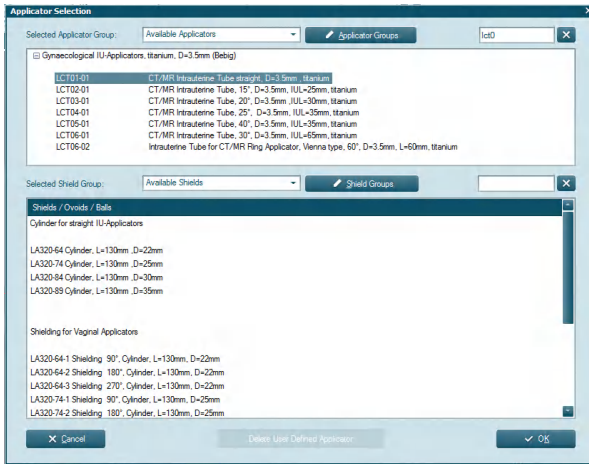 Applicator Selection
Selected Applicator Group: Available Applicators Applicator Groups lct0
Gynaecological IU-Applicators, titanium, D=3.5mm (Bebig)
LCT01-01 CT/MR Intrauterine Tube straight, D=3.5mm , titanium
LCT02-01 CT/MR Intrauterine Tube, 15°, D=3.5mm, IUL=25mm, titanium
LCT03-01 CT/MR Intrauterine Tube, 20°, D=3.5mm ,IUL=30mm, titanium
LCT04-01 CT/MR Intrauterine Tube, 25°, D=3.5mm, IUL=35mm, titanium
LCT05-01 CT/MR Intrauterine Tube, 40°, D=3.5mm, IUL=35mm, titanium
LCT06-01 CT/MR Intrauterine Tube, 30°, D=3.5mm, IUL=65mm, titanium
LCT06-02 Intrauterine Tube for CT/MR Ring Applicator, Vienna type, 60°, D=3.5mm, L=60mm, titanium
Selected Shield Group: Available Shields Shield Groups
Shields / Ovoids / Balls
Cylinder for straight IU-Applicators
LA320-64 Cylinder, L=130mm ,D=22mm
LA320-74 Cylinder, L=130mm ,D=25mm
LA320-84 Cylinder, L=130mm ,D=30mm
LA320-89 Cylinder, L=130mm ,D=35mm
Shielding for Vaginal Applicators
LA320-64-1 Shielding 90°, Cylinder, L=130mm, D=22mm
LA320-64-2 Shielding 180°, Cylinder, L=130mm, D=22mm
LA320-64-3 Shielding 270°, Cylinder, L=130mm, D=22mm
LA320-74-1 Shielding 90°, Cylinder, L=130mm, D=25mm
LA320-74-2 Shielding 180°, Cylinder, L=130mm, D=25mm
Cancel Delete User Defined Applicator OK